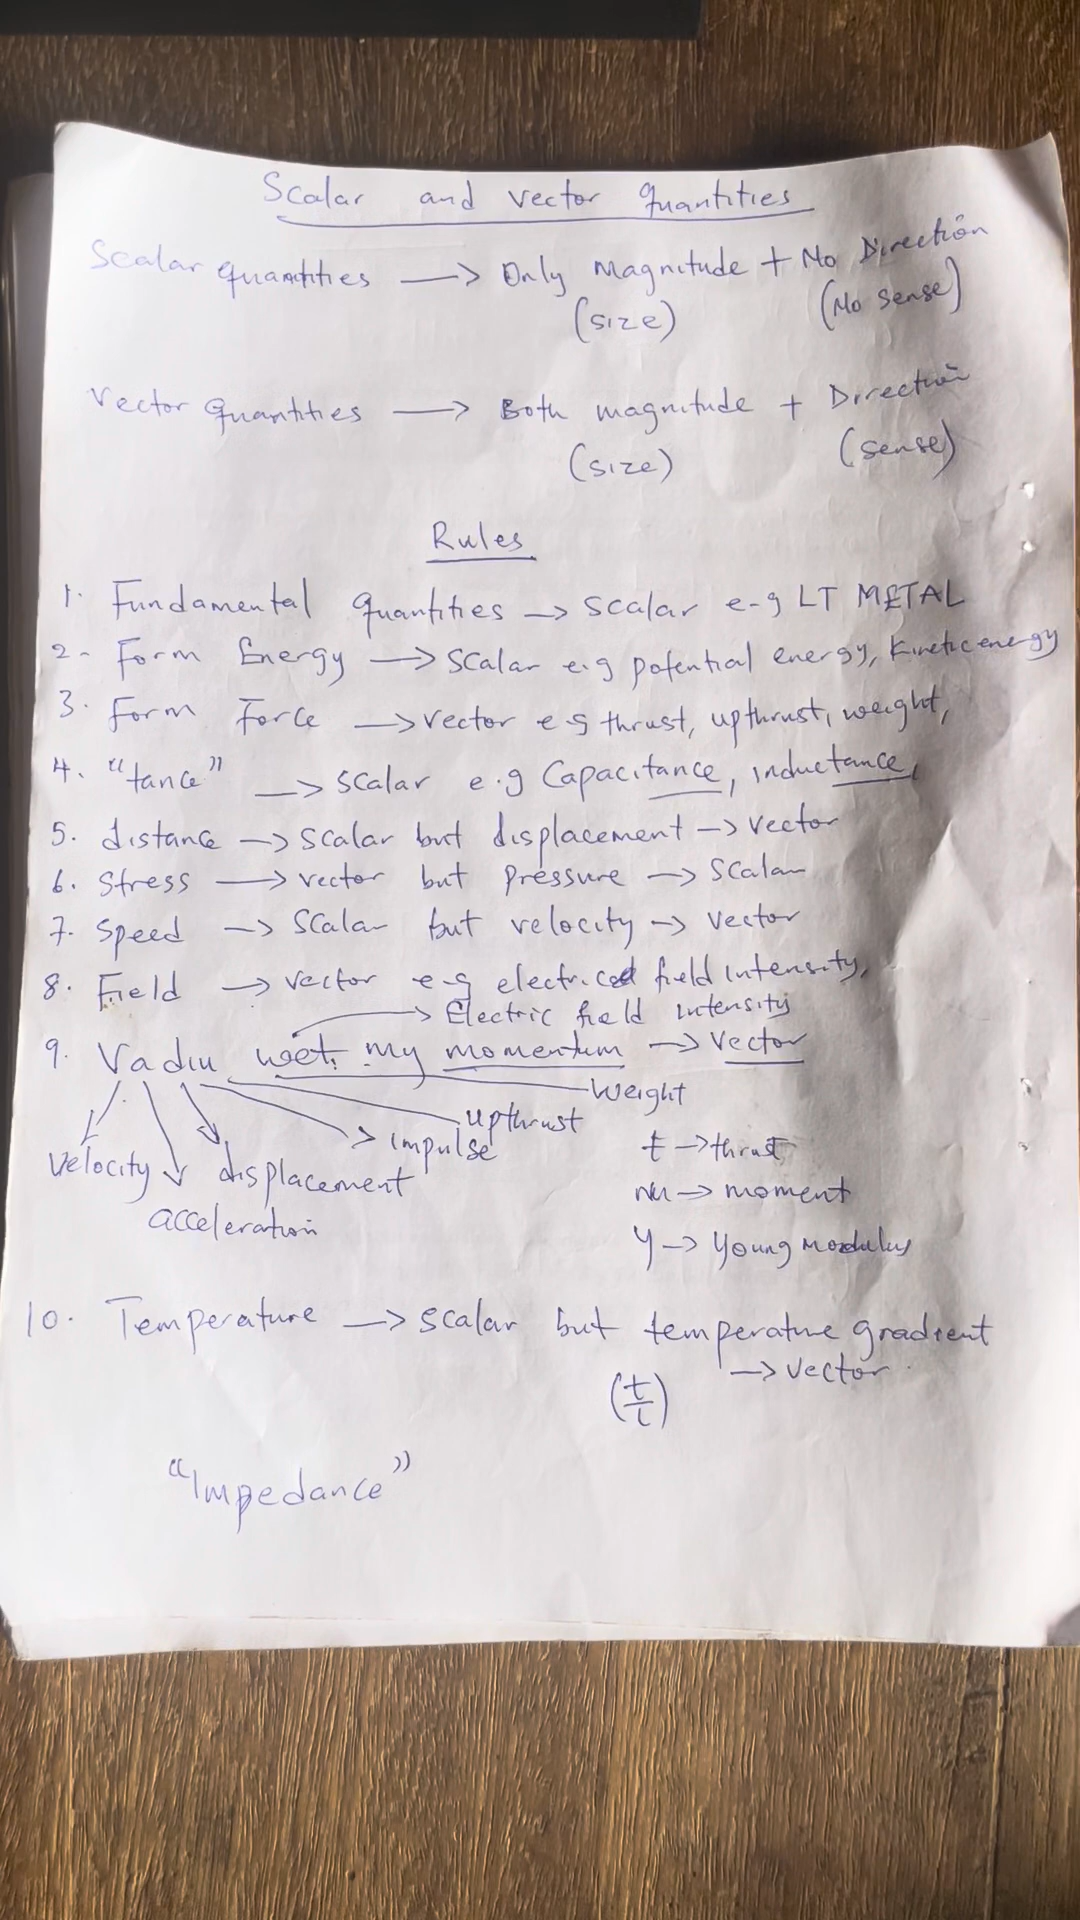 Scalar and vector quantities
Scalar quantities → Only magnitude + No Direction
(size) (No sense)
Vector quantities → Both magnitude + Direction
(size) (sense)
Rules
1. Fundamental quantities → scalar e-g LT METAL
2- Form Energy → scalar e.g potential energy, kinetic energy
3. Form Force → vector e g thrust, upthrust, weight,
4. "tance" → scalar e.g Capacitance, inductance,
5. distance → scalar but displacement → vector
6. Stress → vector but pressure → scalar
7. Speed → Scalar but velocity → vector
8. Field → vector e-g electrical field intensity,
→ Electric field intensity
9. Vadiu wet my momentum → vector
Weight
upthrust
impulse
t → thrust
velocity displacement
nu → moment
acceleration
Y → Young modulus
10. Temperature → scalar but temperature gradient
(t/l) → vector
"Impedance"